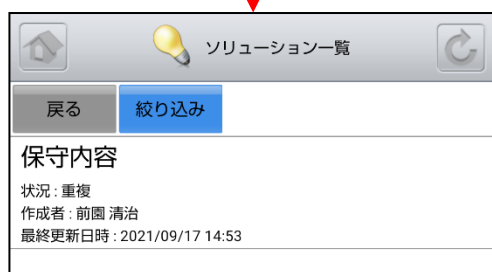 ソリューション一覧
戻る
絞り込み
保守内容
状況 : 重複
作成者 : 前園 清治
最終更新日時 : 2021/09/17 14:53